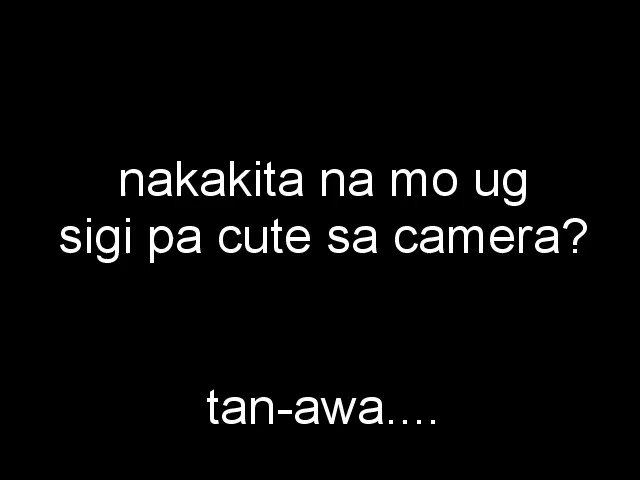 nakakita na mo ug
sigi pa cute sa camera?
tan-awa....